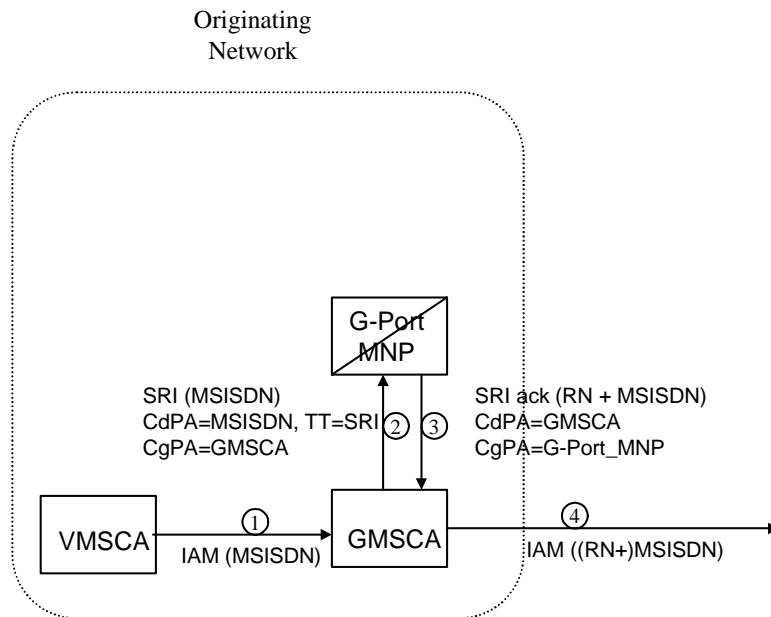 Originating
Network
G-Port
MNP
SRI (MSISDN)
CdPA=MSISDN, TT=SRI
CgPA=GMSCA
2
3
SRI ack (RN + MSISDN)
CdPA=GMSCA
CgPA=G-Port_MNP
VMSCA
1
IAM (MSISDN)
GMSCA
4
IAM ((RN+)MSISDN)